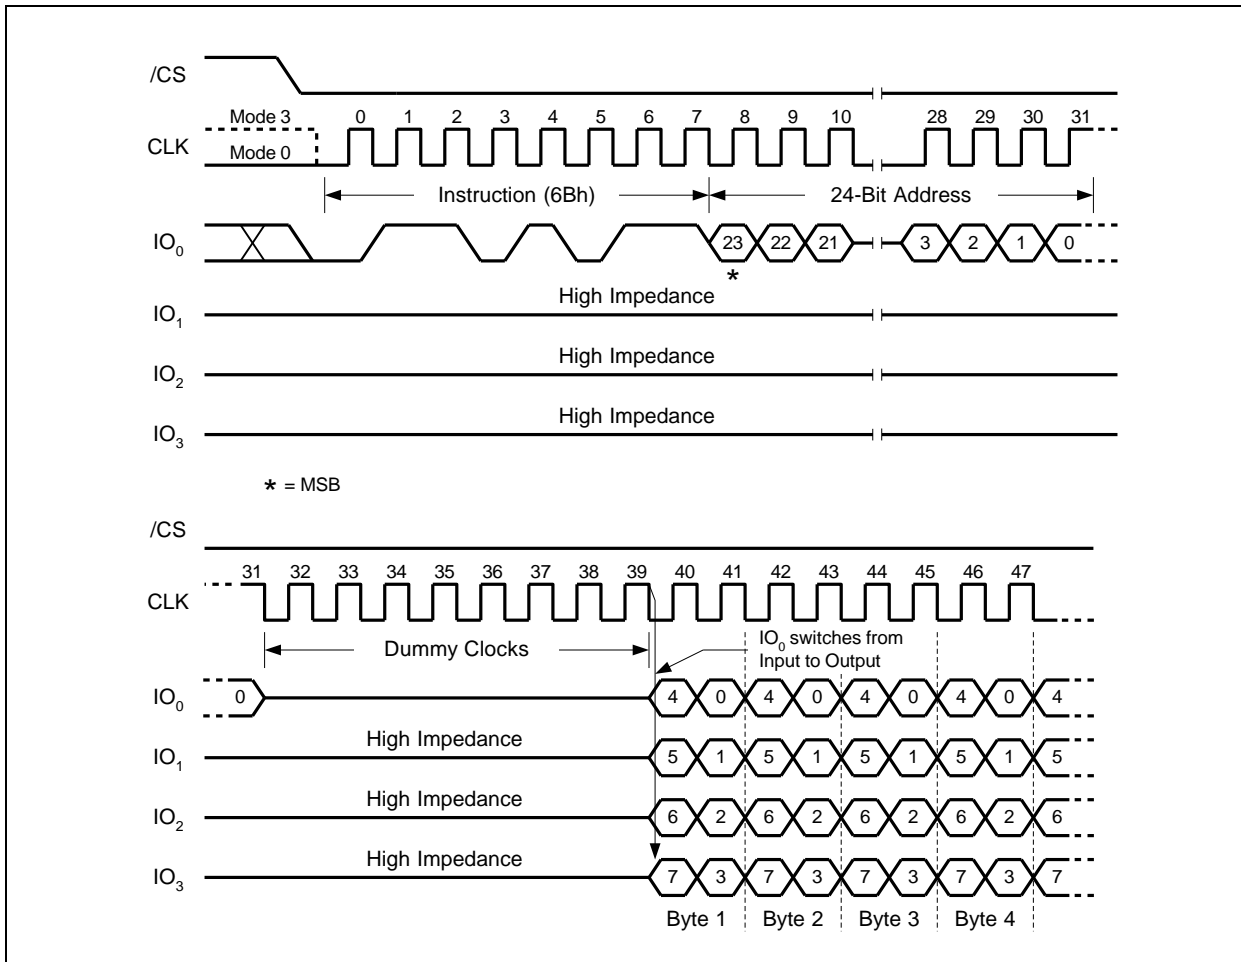 /CS
Mode 3 0 1 2 3 4 5 6 7 8 9 10 28 29 30 31
CLK
Mode 0
Instruction (6Bh) 24-Bit Address
IO0 23 22 21 3 2 1 0
*
High Impedance
IO1
High Impedance
IO2
High Impedance
IO3
* = MSB
/CS
31 32 33 34 35 36 37 38 39 40 41 42 43 44 45 46 47
CLK
Dummy Clocks
IO0 switches from
Input to Output
IO0 0 4 0 4 0 4 0 4 0 4
High Impedance
IO1 5 1 5 1 5 1 5 1 5
High Impedance
IO2 6 2 6 2 6 2 6 2 6
High Impedance
IO3 7 3 7 3 7 3 7 3 7
Byte 1 Byte 2 Byte 3 Byte 4